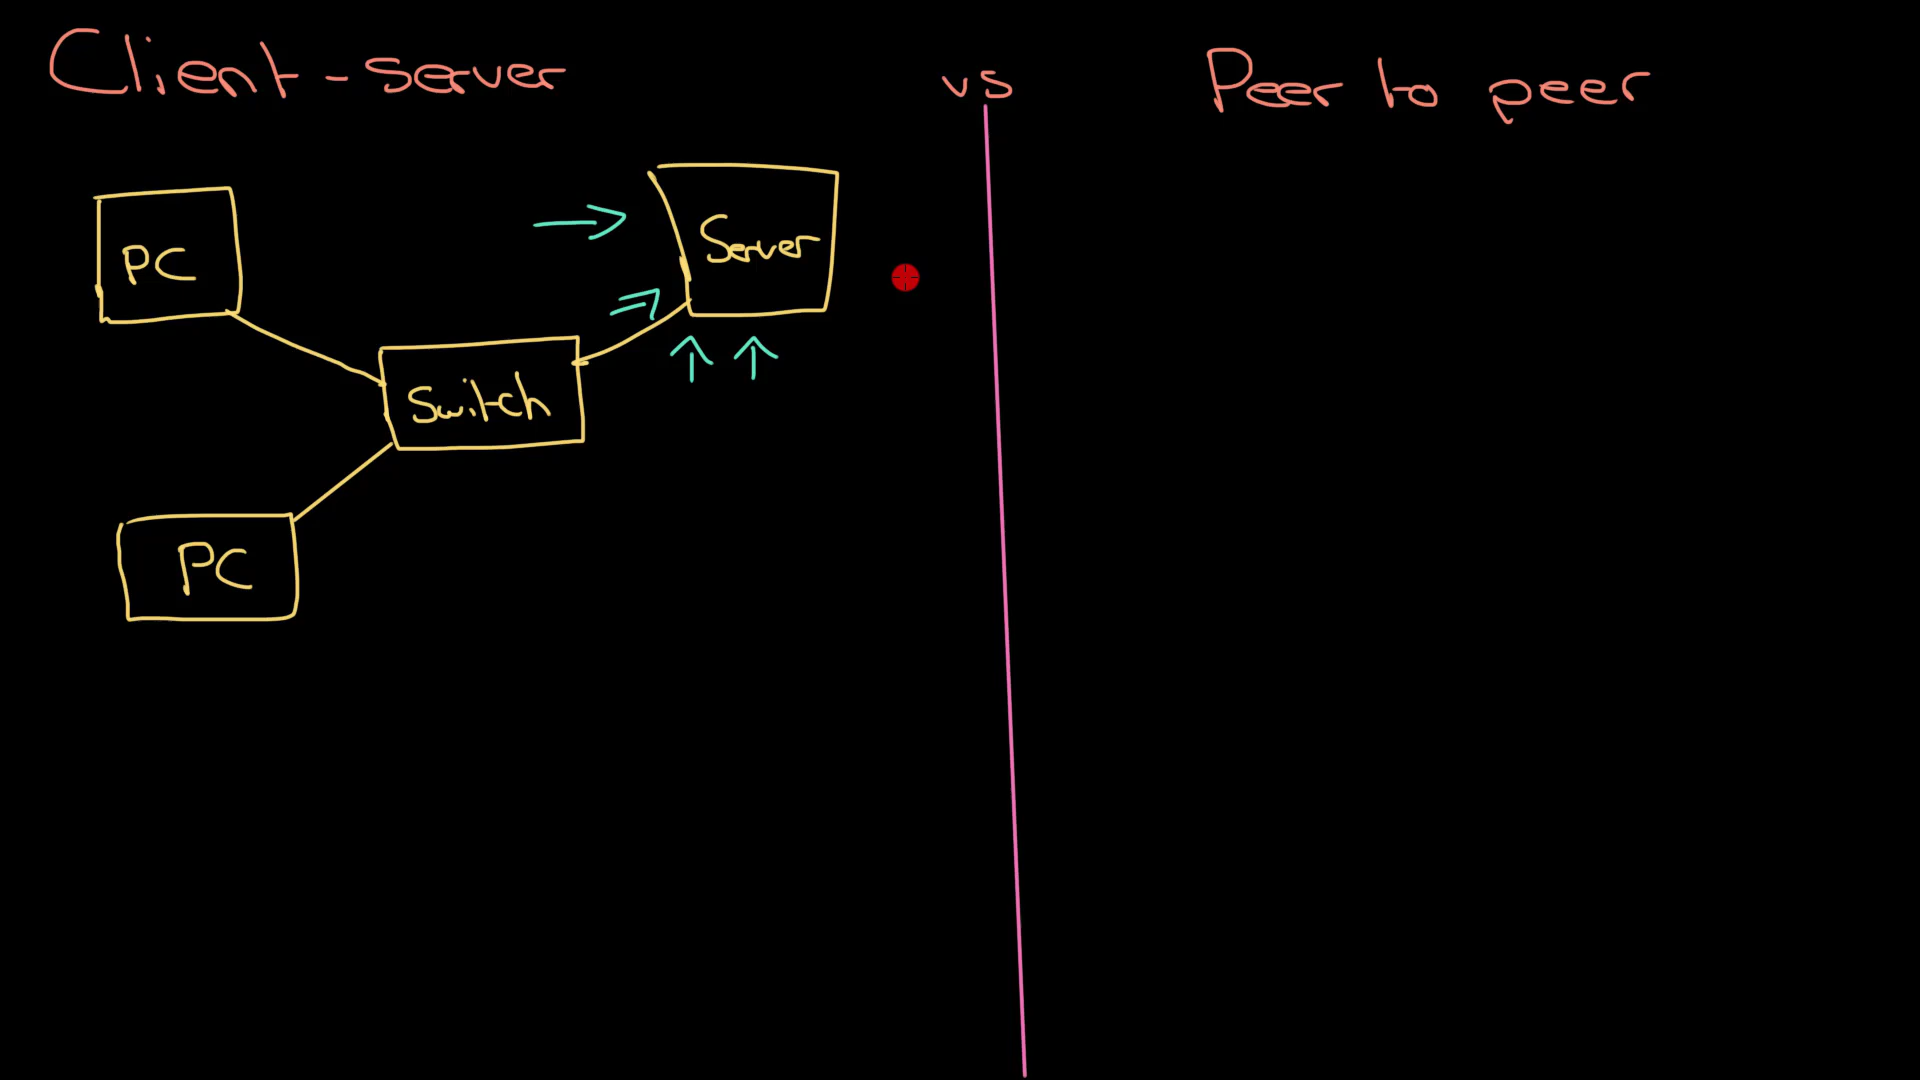 Client - server
vs
Peer to peer
PC
Server
Switch
PC